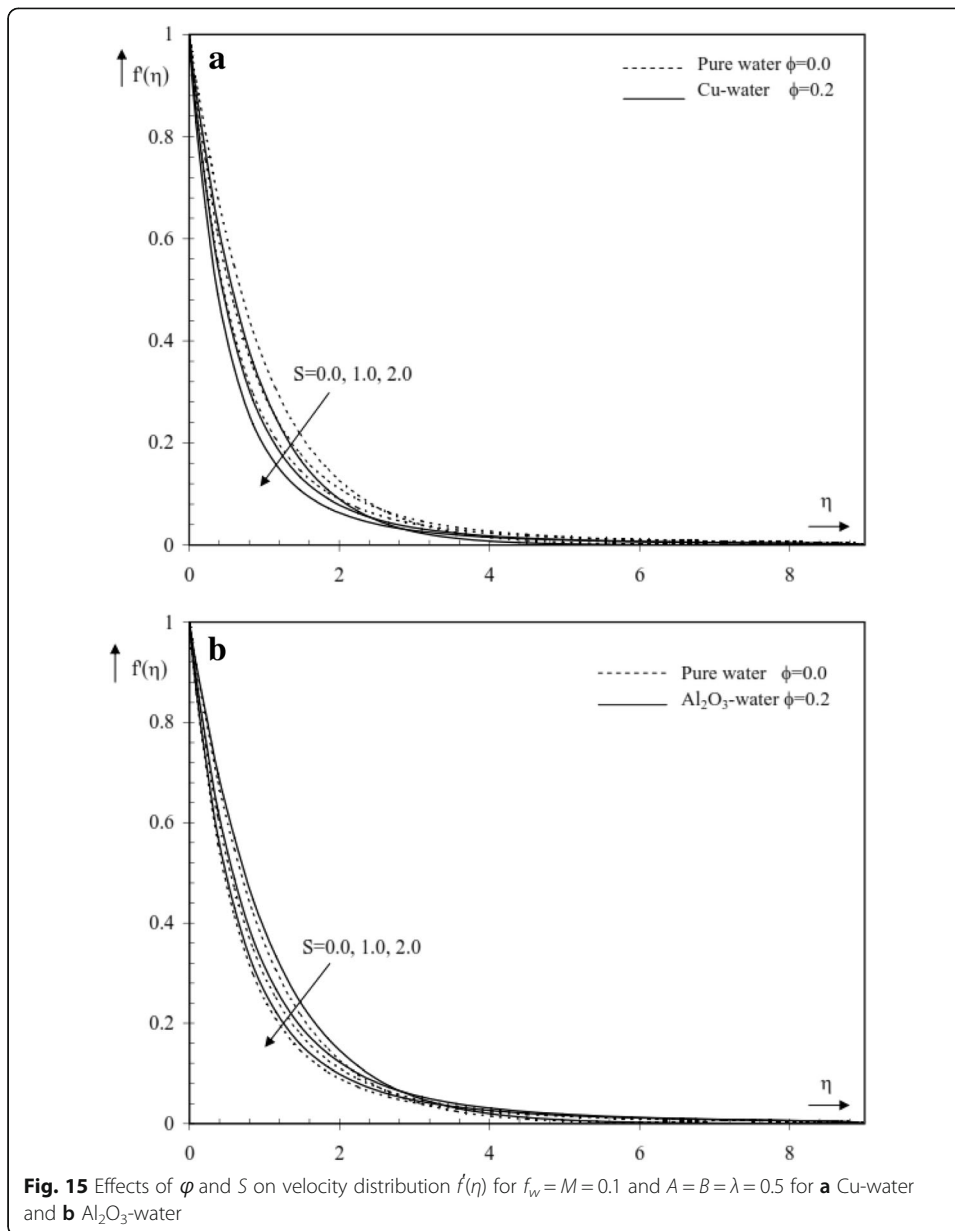 1
a
f'(η)
Pure water ϕ=0.0
Cu-water ϕ=0.2
0.8
0.6
0.4
S=0.0, 1.0, 2.0
0.2
η
0
0 2 4 6 8
1
b
f'(η)
Pure water ϕ=0.0
Al₂O₃-water ϕ=0.2
0.8
0.6
0.4
S=0.0, 1.0, 2.0
0.2
η
0
0 2 4 6 8
Fig. 15 Effects of φ and S on velocity distribution f′(η) for f_w = M = 0.1 and A = B = λ = 0.5 for a Cu-water
and b Al₂O₃-water